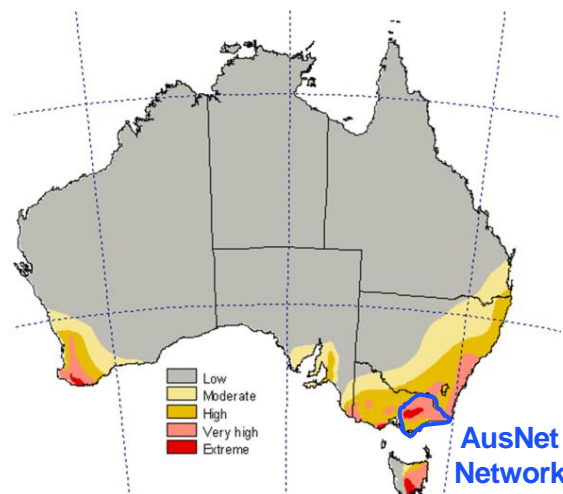 Low
Moderate
High
Very high
Extreme
AusNet
Network